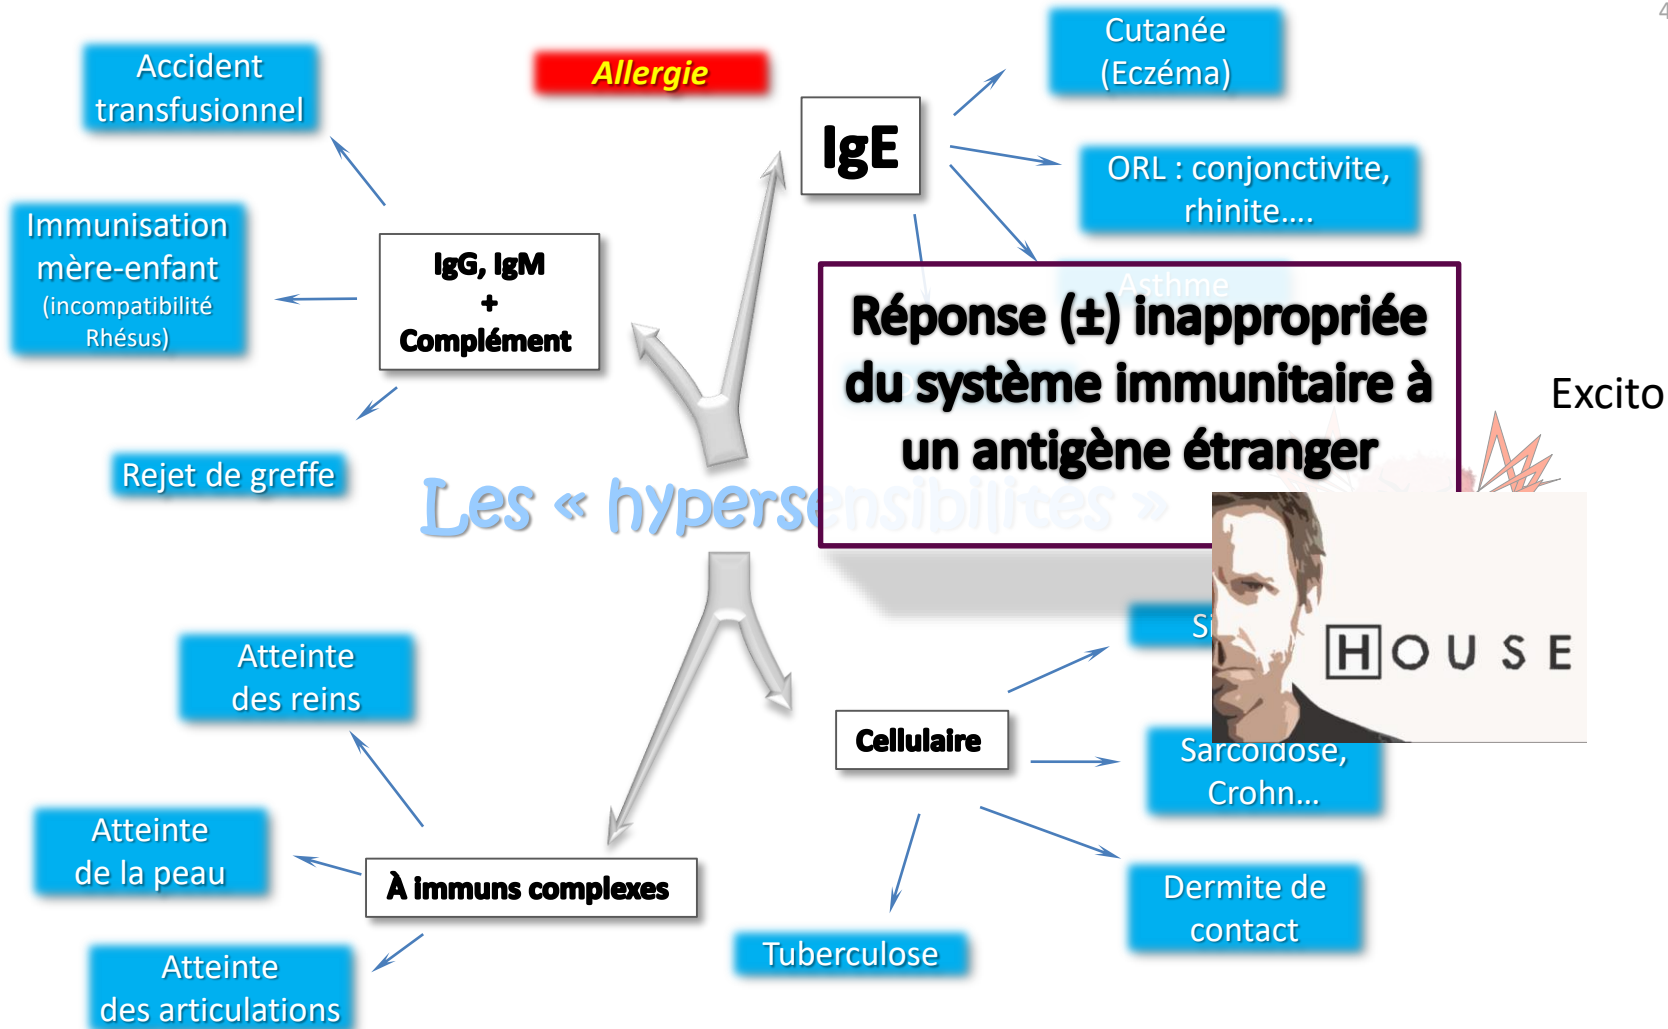 4
Accident
transfusionnel
Allergie
Cutanée
(Eczéma)
IgE
ORL : conjonctivite,
rhinite....
Immunisation
mère-enfant
(incompatibilité
Rhésus)
IgG, IgM
+
Complément
Asthme
Réponse (±) inappropriée
du système immunitaire à
un antigène étranger
Excito
Rejet de greffe
Les « hypersensibilités »
HOUSE
Atteinte
des reins
Cellulaire
Sarcoïdose,
Crohn...
Atteinte
de la peau
À immuns complexes
Dermite de
contact
Tuberculose
Atteinte
des articulations